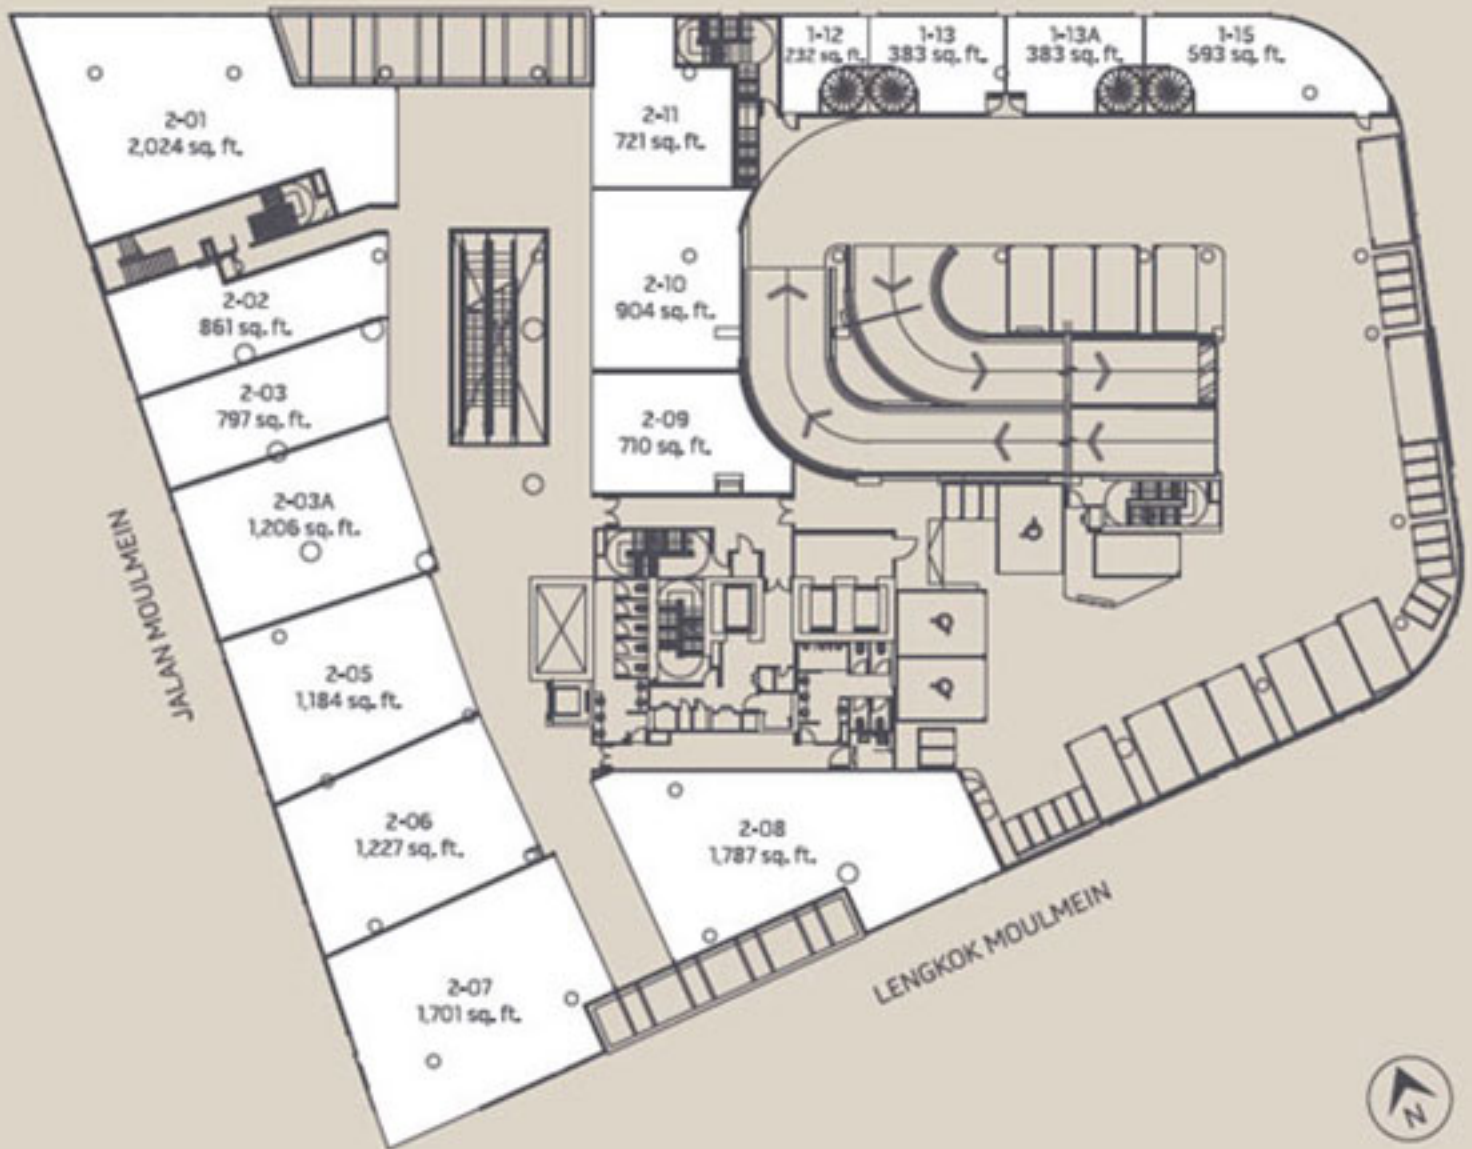 1-12
232 sq. ft.
1-13
383 sq. ft.
1-13A
383 sq. ft.
1-15
593 sq. ft.
2-01
2,024 sq. ft.
2-11
721 sq. ft.
2-02
861 sq. ft.
2-10
904 sq. ft.
2-03
797 sq. ft.
2-09
710 sq. ft.
2-03A
1,206 sq. ft.
JALAN MOULMEIN
2-05
1,184 sq. ft.
2-06
1,227 sq. ft.
2-08
1,787 sq. ft.
LENGKOK MOULMEIN
2-07
1,701 sq. ft.
N